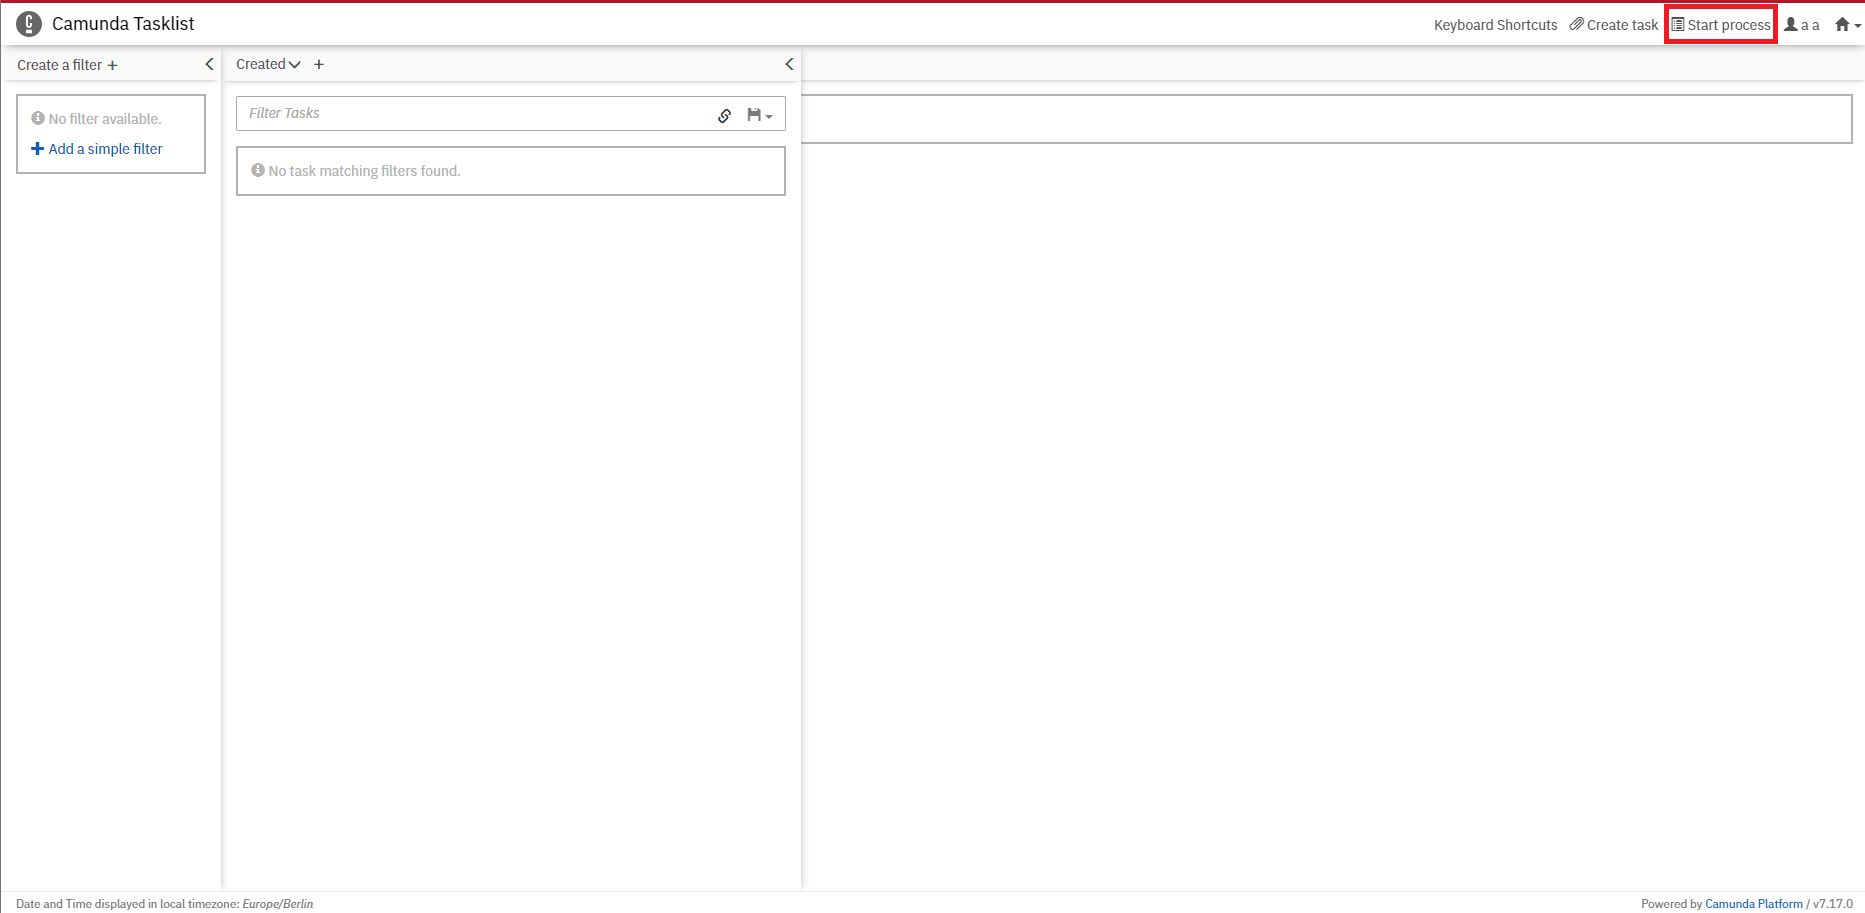 Camunda Tasklist
Keyboard Shortcuts Create task Start process a a
Create a filter +
Created +
No filter available.
Add a simple filter
Filter Tasks
No task matching filters found.
Date and Time displayed in local timezone: Europe/Berlin
Powered by Camunda Platform / v7.17.0